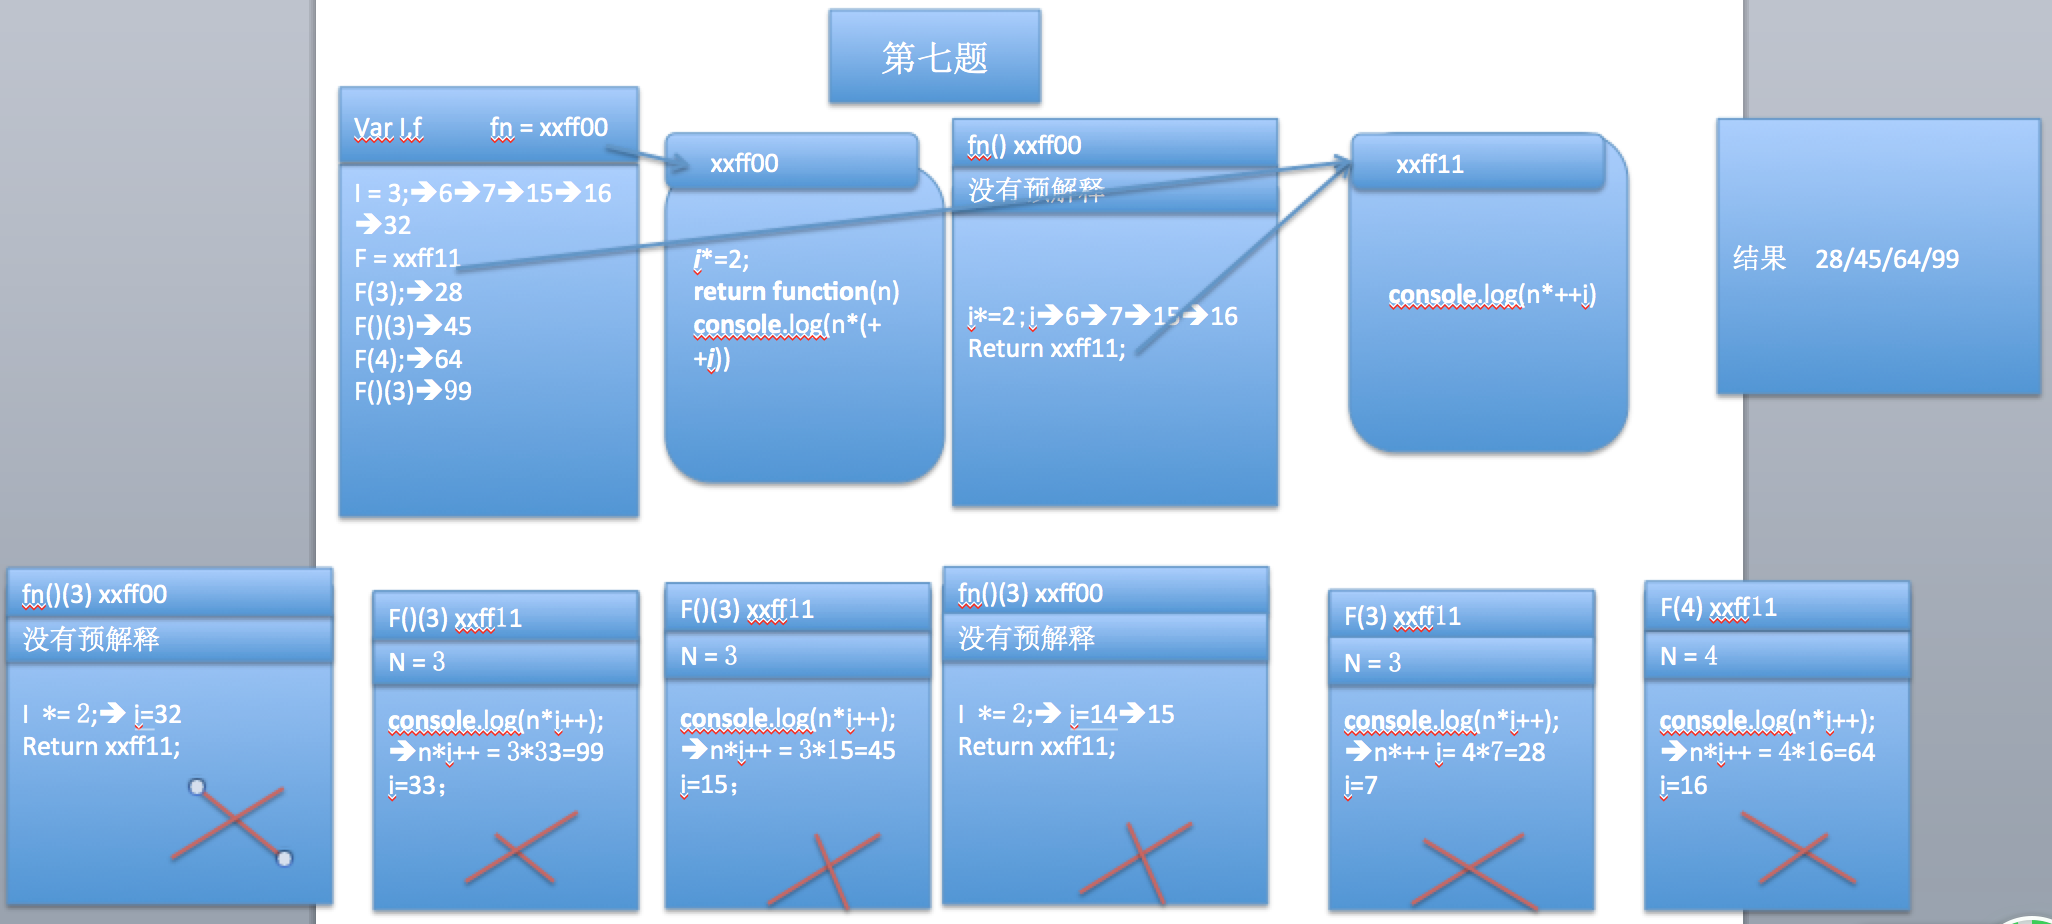 第七题
Var I,f fn = xxff00
I = 3;➔6➔7➔15➔16
➔32
F = xxff11
F(3);➔28
F()(3)➔45
F(4);➔64
F()(3)➔99
xxff00
i*=2;
return function(n)
console.log(n*(+
+i))
fn() xxff00
没有预解释
i*=2;i➔6➔7➔15➔16
Return xxff11;
xxff11
console.log(n*++i)
结果 28/45/64/99
fn()(3) xxff00
没有预解释
I *= 2;➔ i=32
Return xxff11;
F()(3) xxff11
N = 3
console.log(n*i++);
➔n*i++ = 3*33=99
i=33；
F()(3) xxff11
N = 3
console.log(n*i++);
➔n*i++ = 3*15=45
i=15；
fn()(3) xxff00
没有预解释
I *= 2;➔ i=14➔15
Return xxff11;
F(3) xxff11
N = 3
console.log(n*i++);
➔n*++ i= 4*7=28
i=7
F(4) xxff11
N = 4
console.log(n*i++);
➔n*i++ = 4*16=64
i=16